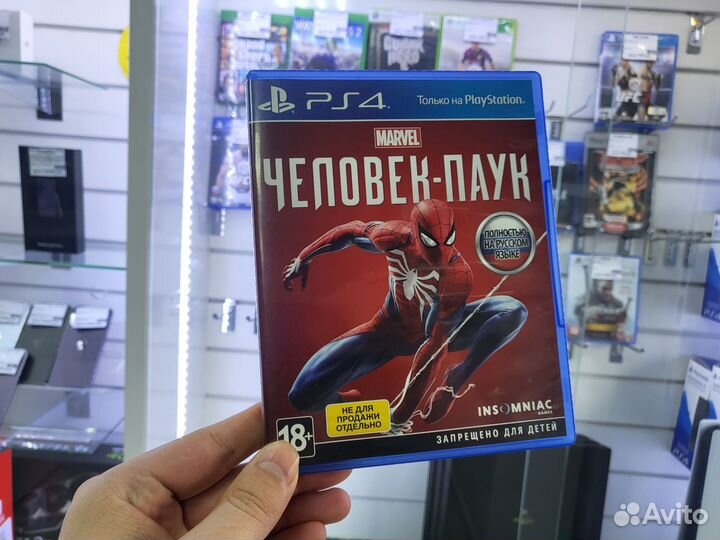 PS4
Только на PlayStation.
MARVEL
ЧЕЛОВЕК-ПАУК
ПОЛНОСТЬЮ
НА РУССКОМ
ЯЗЫКЕ
НЕ ДЛЯ
ПРОДАЖИ
ОТДЕЛЬНО
INSOMNIAC
GAMES
18+
ЗАПРЕЩЕНО ДЛЯ ДЕТЕЙ
Avito